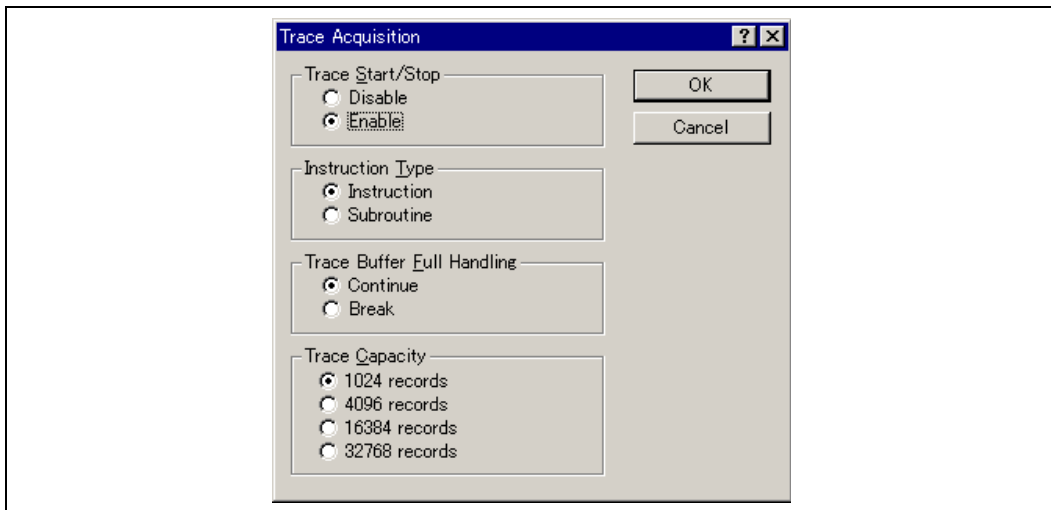 Trace Acquisition
Trace Start/Stop
Disable
Enable
OK
Cancel
Instruction Type
Instruction
Subroutine
Trace Buffer Full Handling
Continue
Break
Trace Capacity
1024 records
4096 records
16384 records
32768 records